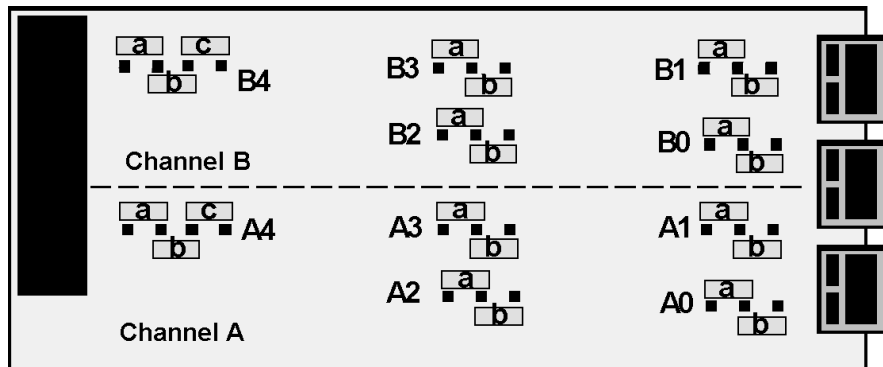 a c a a
B4 B3 B1
b b b
a a
B2 B0
b b
Channel B
a c a a
A4 A3 A1
b b b
a a
A2 A0
b b
Channel A